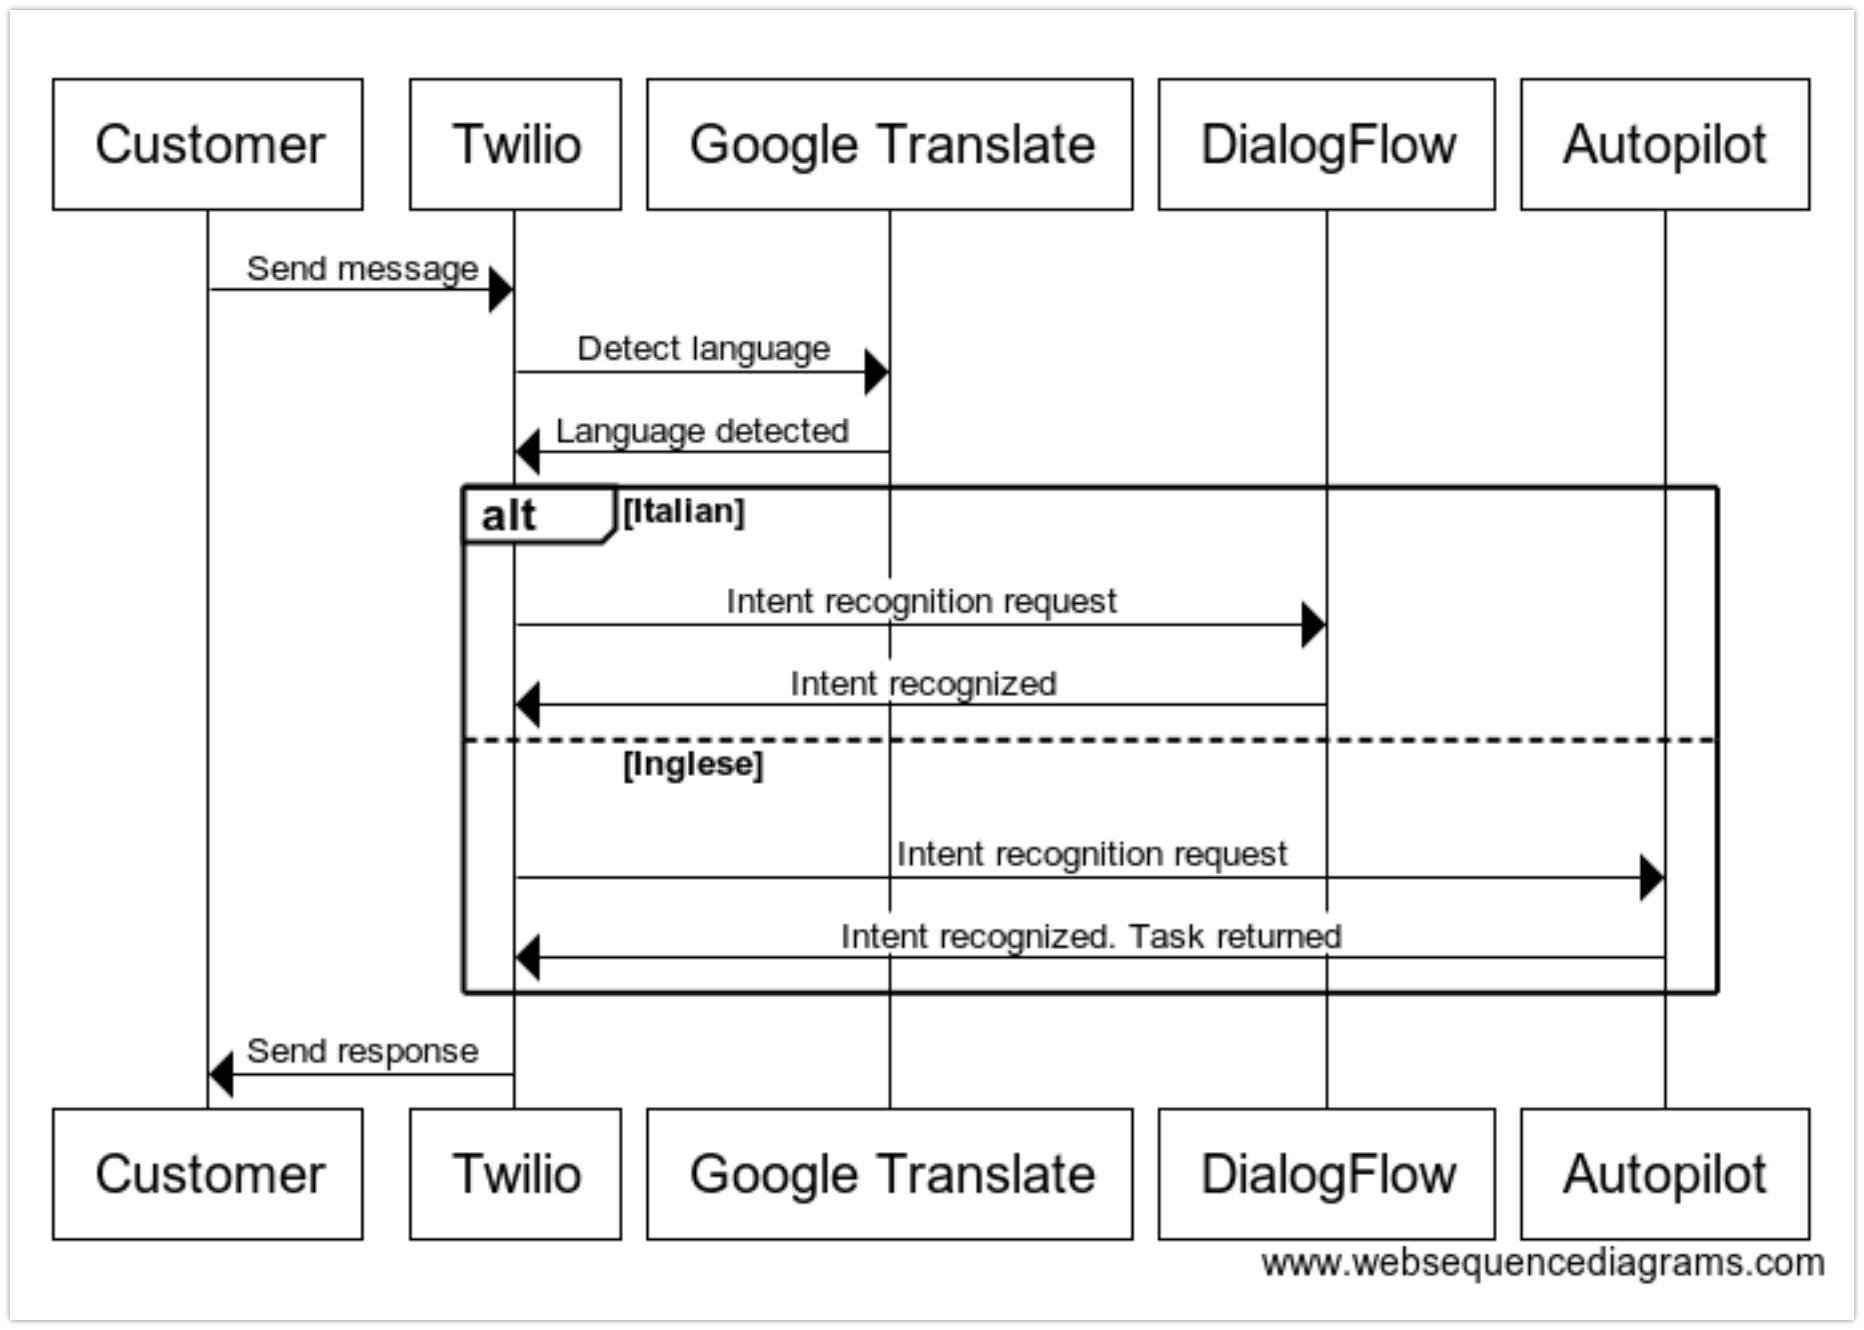 Customer
Twilio
Google Translate
DialogFlow
Autopilot
Send message
Detect language
Language detected
alt
[Italian]
Intent recognition request
Intent recognized
[Inglese]
Intent recognition request
Intent recognized. Task returned
Send response
Customer
Twilio
Google Translate
DialogFlow
Autopilot
www.websequencediagrams.com